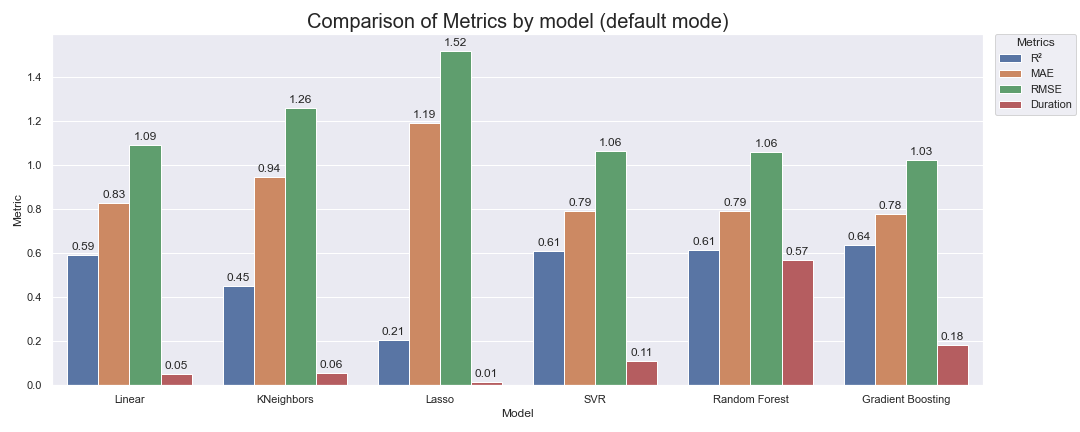 Comparison of Metrics by model (default mode)
Metrics
R²
MAE
RMSE
Duration
Metric
1.4
1.2
1.0
0.8
0.6
0.4
0.2
0.0
0.59
0.83
1.09
0.05
0.45
0.94
1.26
0.06
0.21
1.19
1.52
0.01
0.61
0.79
1.06
0.11
0.61
0.79
1.06
0.57
0.64
0.78
1.03
0.18
Linear
KNeighbors
Lasso
SVR
Random Forest
Gradient Boosting
Model